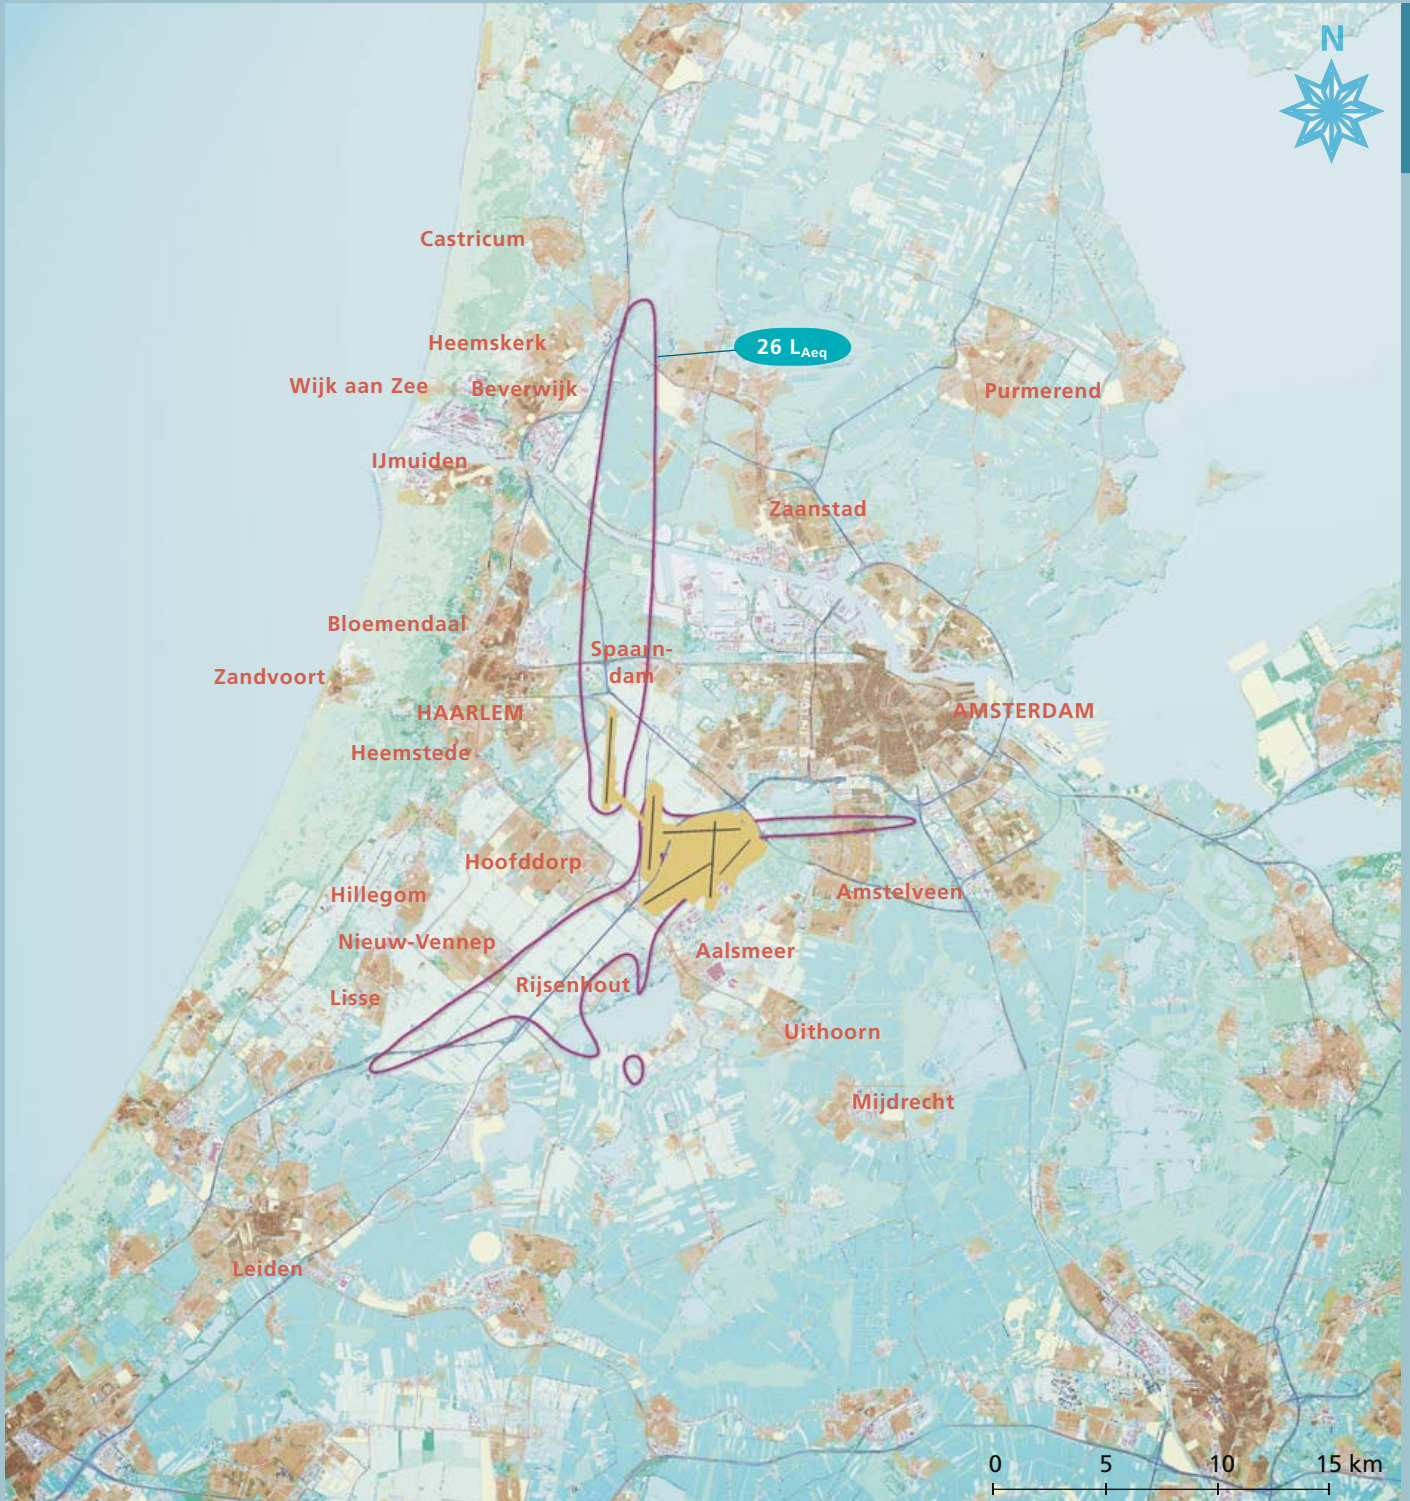 N
Castricum
26 LAeq
Heemskerk
Wijk aan Zee
Beverwijk
Purmerend
IJmuiden
Zaanstad
Bloemendaal
Spaarn-
dam
Zandvoort
HAARLEM
AMSTERDAM
Heemstede
Hoofddorp
Hillegom
Amstelveen
Nieuw-Vennep
Aalsmeer
Rijsenhout
Lisse
Uithoorn
Mijdrecht
Leiden
0 5 10 15 km